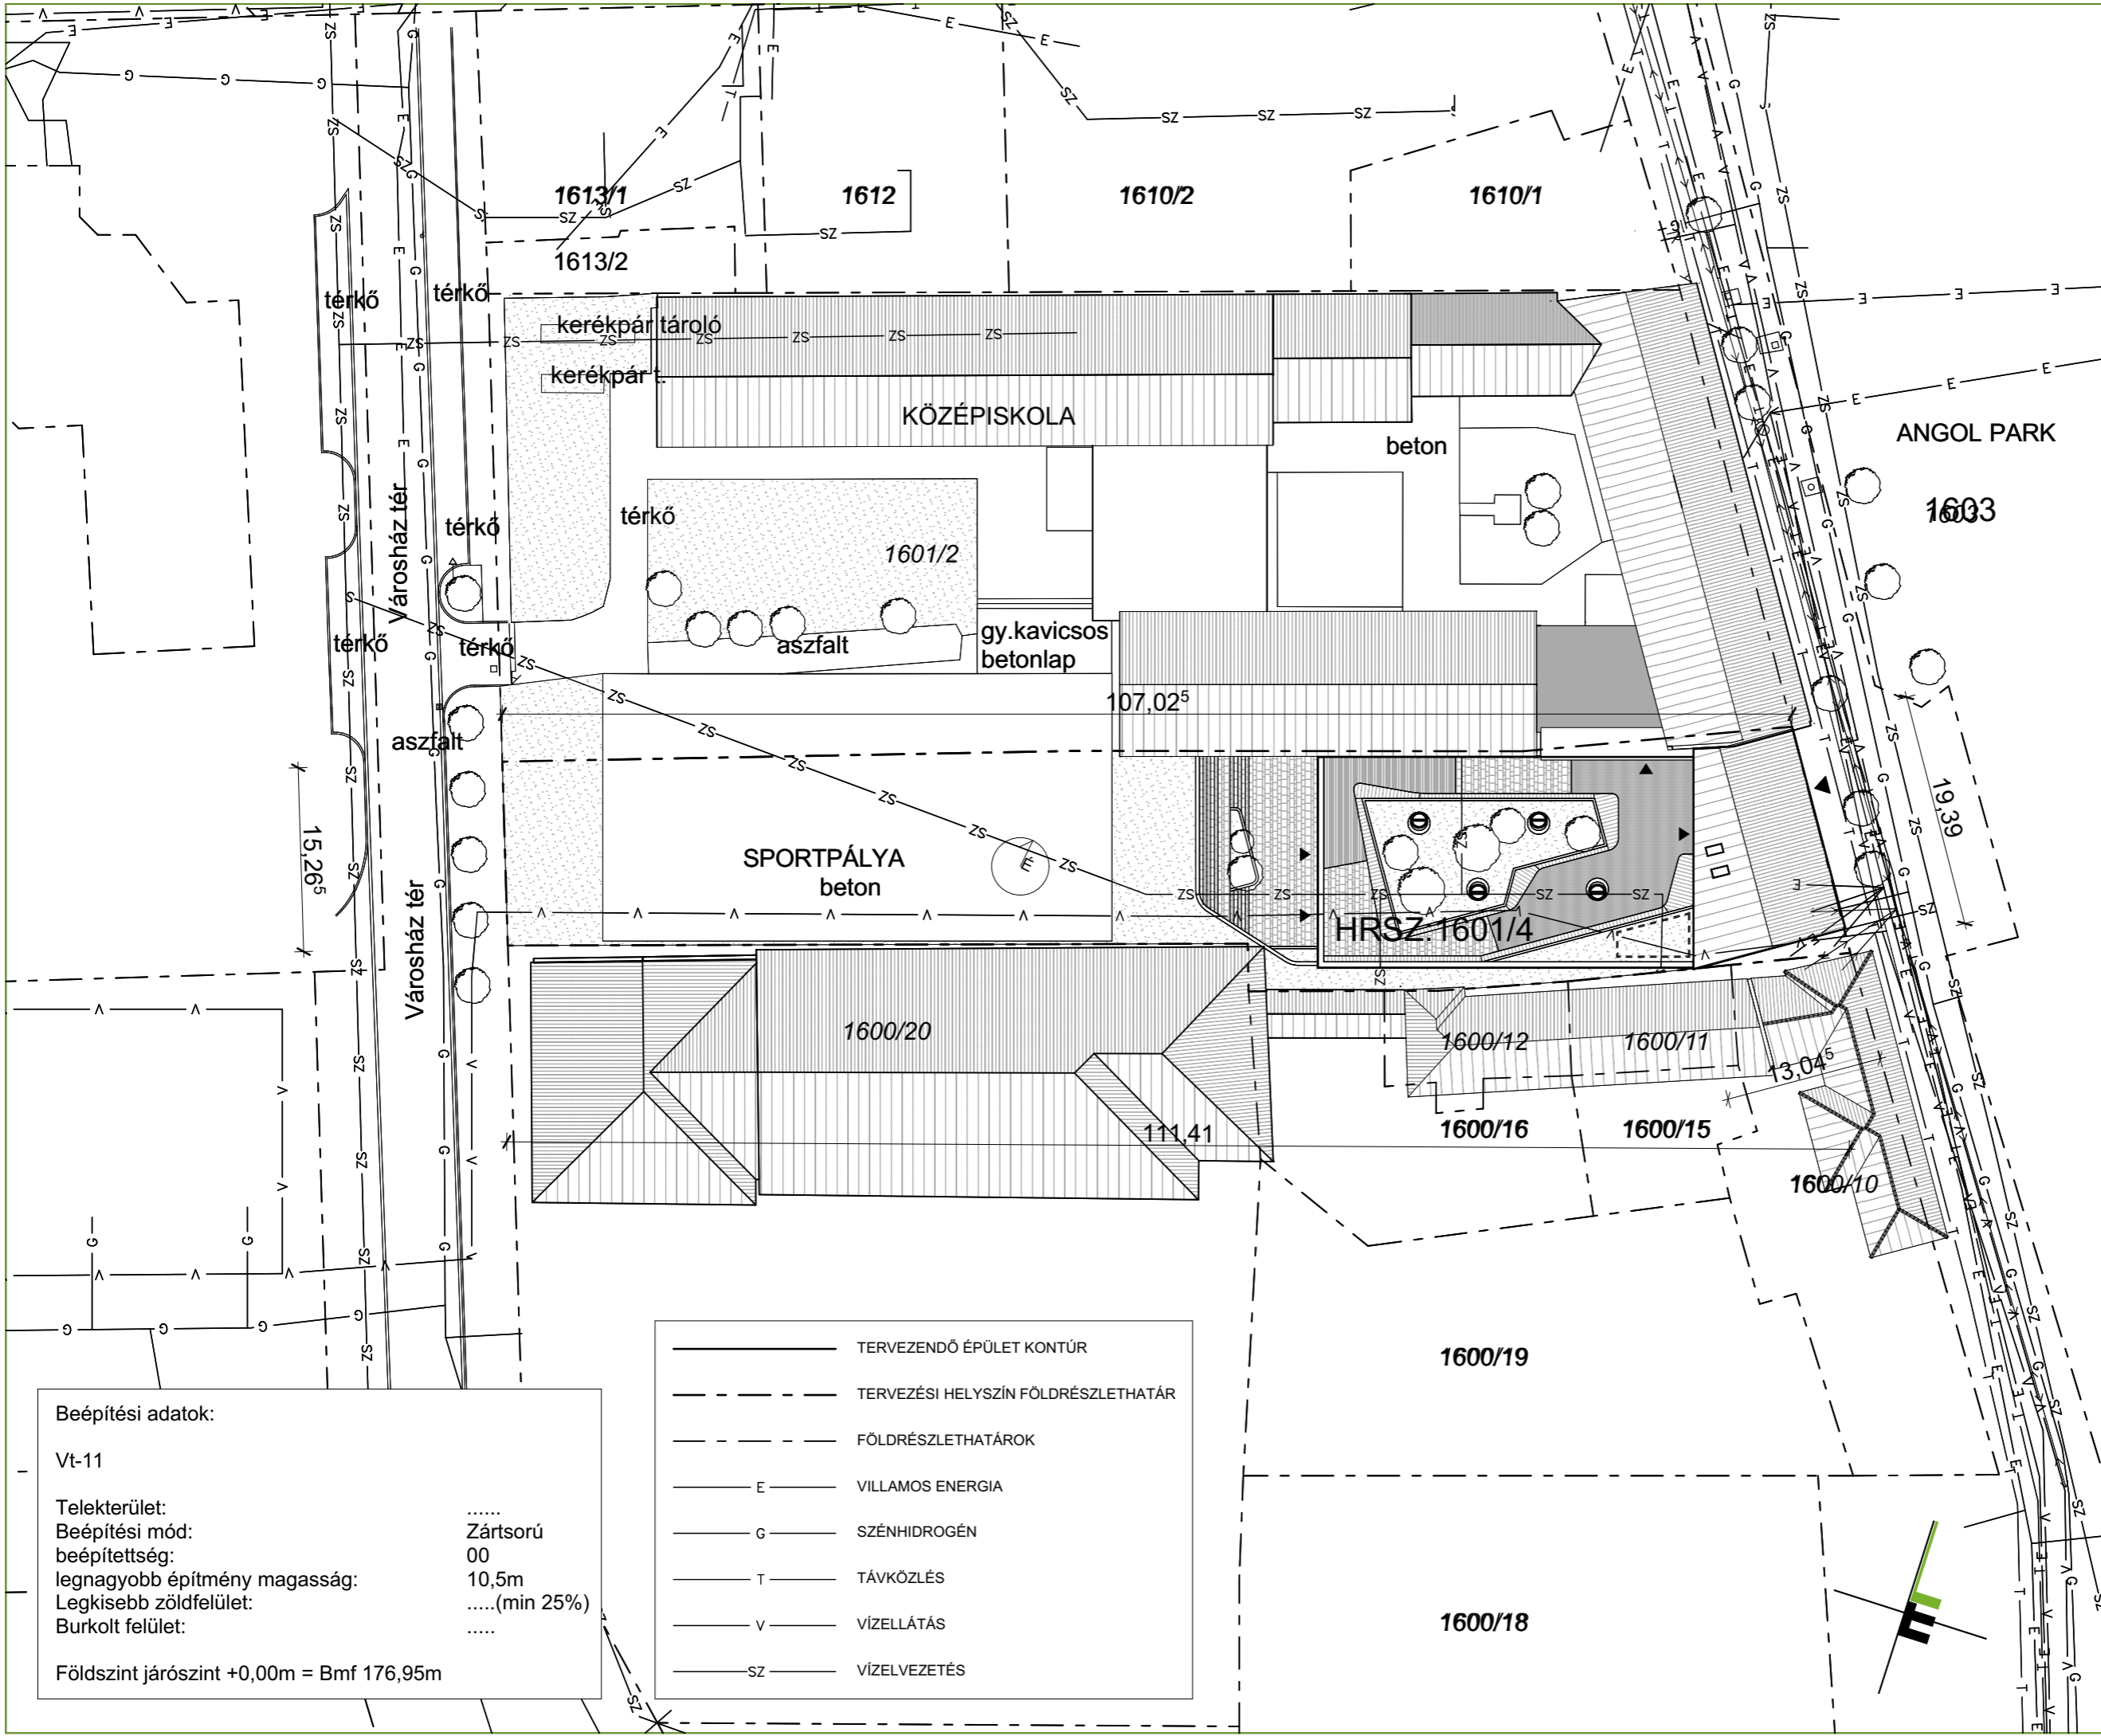 1613/1
1612
1610/2
1610/1
1613/2
térkő
térkő
kerékpár tároló
kerékpár t.
KÖZÉPISKOLA
beton
ANGOL PARK
1603
Városház tér
térkő
térkő
1601/2
térkő
térkő
aszfalt
gy.kavicsos
betonlap
107,02⁵
aszfalt
19,39
15,26⁵
SPORTPÁLYA
beton
É
HRSZ:1601/4
Városház tér
1600/20
1600/12
1600/11
13,04⁵
111,41
1600/16
1600/15
1600/10
1600/19
1600/18
TERVEZENDŐ ÉPÜLET KONTÚR
TERVEZÉSI HELYSZÍN FÖLDRÉSZLETHATÁR
FÖLDRÉSZLETHATÁROK
E VILLAMOS ENERGIA
G SZÉNHIDROGÉN
T TÁVKÖZLÉS
V VÍZELLÁTÁS
SZ VÍZELVEZETÉS
Beépítési adatok:
Vt-11
Telekterület: ......
Beépítési mód: Zártsorú
beépítettség: 00
legnagyobb építmény magasság: 10,5m
Legkisebb zöldfelület: .....(min 25%)
Burkolt felület: .....
Földszint járószint +0,00m = Bmf 176,95m